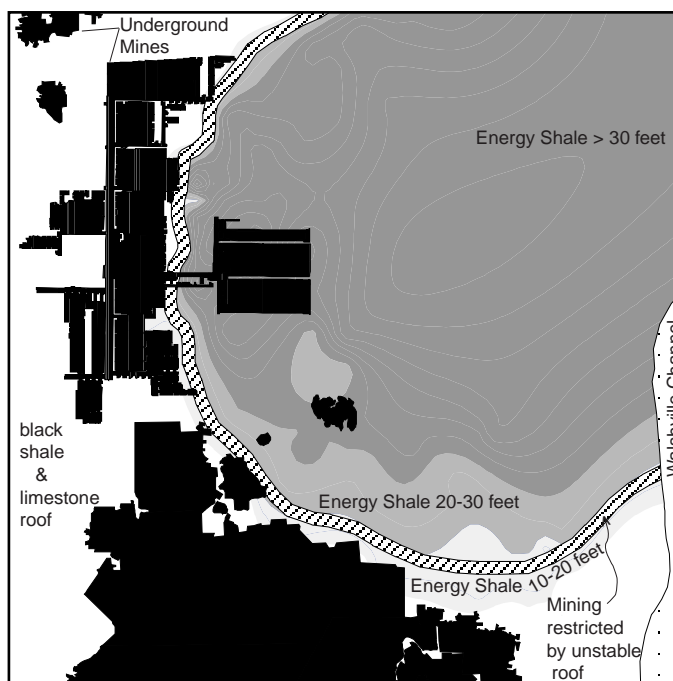 Underground
Mines
Energy Shale > 30 feet
Walshville Channel
black
shale
&
limestone
roof
Energy Shale 20-30 feet
Energy Shale 10-20 feet
Mining
restricted
by unstable
roof